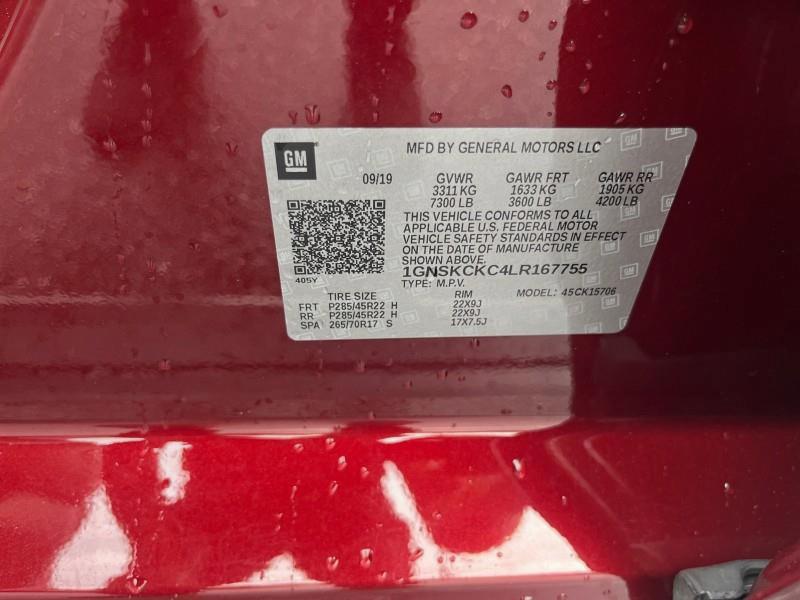 GM
MFD BY GENERAL MOTORS LLC
09/19 GVWR GAWR FRT GAWR RR
3311 KG 1633 KG 1905 KG
7300 LB 3600 LB 4200 LB
THIS VEHICLE CONFORMS TO ALL
APPLICABLE U.S. FEDERAL MOTOR
VEHICLE SAFETY STANDARDS IN EFFECT
ON THE DATE OF MANUFACTURE
SHOWN ABOVE.
405Y 1GNSKCKC4LR167755
TYPE: M.P.V. MODEL: 45CK15706
TIRE SIZE RIM
FRT P285/45R22 H 22X9J
RR P285/45R22 H 22X9J
SPA 265/70R17 S 17X7.5J